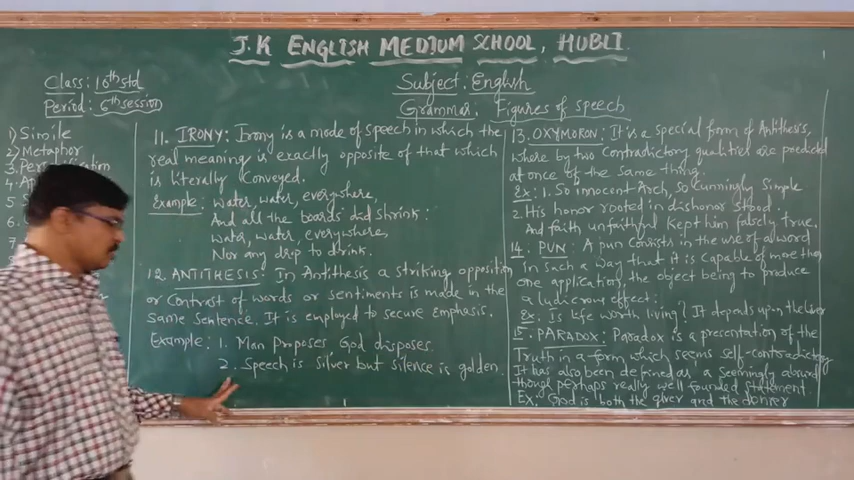 J.K ENGLISH MEDIUM SCHOOL, HUBLI.
Class: 10th std
Subject: English
Period: 6th session
Grammar. Figures of speech
1) Simile
2) Metaphor
3.
4.
5
6.
7
11. IRONY: Irony is a mode of speech in which the
real meaning is exactly opposite of that which
is literally Conveyed.
Example: Water, water, everywhere,
And all the boards did shrink:
Water, water, everywhere,
Nor any drop to drink.
12. ANTITHESIS: In Antithesis a striking opposition
or Contrast of words or sentiments is made in the
same sentence. It is employed to secure emphasis.
Example: 1. Man Proposes God disposes.
2. Speech is silver but silence is golden.
13. OXYMORON: It is a special form of Antithesis,
where by two Contradictory qualities are predicted
at once of the same thing.
Ex: 1. So innocent Arch, so Cunningly Simple
2. His honor rooted in dishonor stood
And faith unfaithful Kept him falsely true.
14. PUN: A pun Consists in the use of a word
in such a way that it is capable of more than
one application, the object being to produce
a ludicrous effect:
Ex: Is life worth living? It depends upon the liver
15. PARADOX: Paradox is a presentation of the
Truth in a form which seems self-contradictory
It has also been defined as a seemingly absurd
though perhaps really well founded statement.
EX: God is both the giver and the